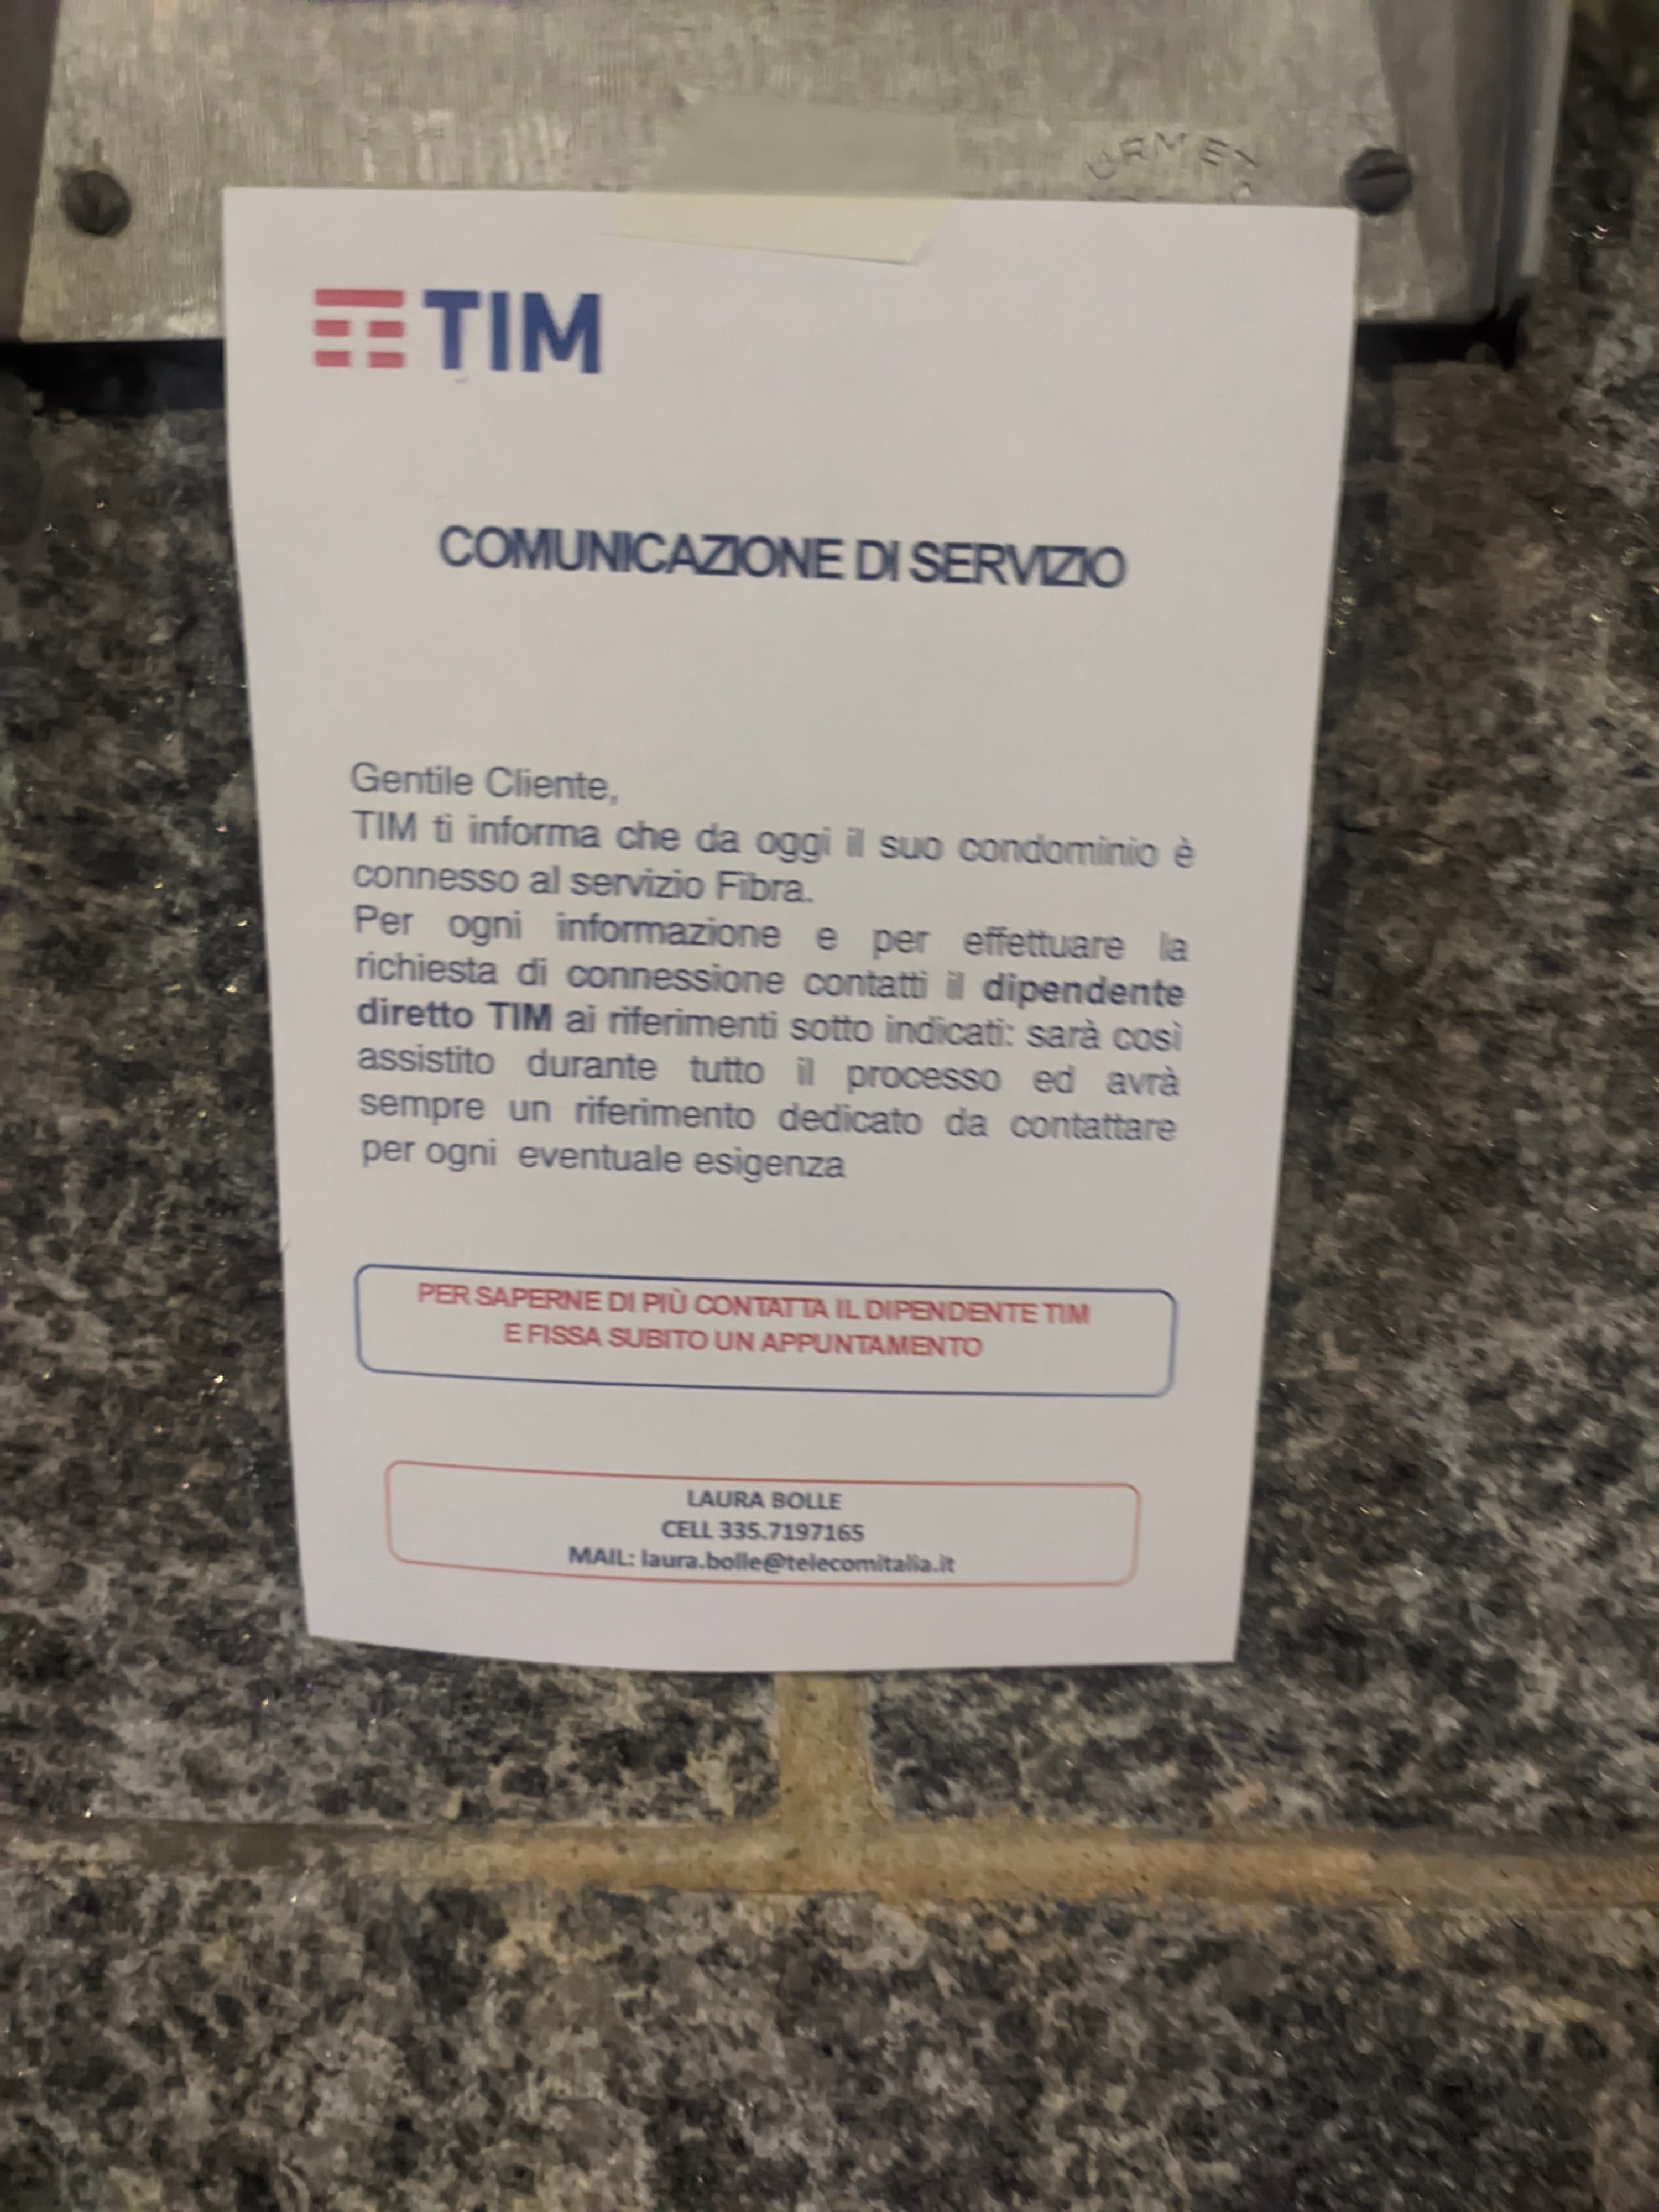 URMET
TIM
COMUNICAZIONE DI SERVIZIO
Gentile Cliente,
TIM ti informa che da oggi il suo condominio è
connesso al servizio Fibra.
Per ogni informazione e per effettuare la
richiesta di connessione contatti il dipendente
diretto TIM ai riferimenti sotto indicati: sarà così
assistito durante tutto il processo ed avrà
sempre un riferimento dedicato da contattare
per ogni eventuale esigenza
PER SAPERNE DI PIÙ CONTATTA IL DIPENDENTE TIM
E FISSA SUBITO UN APPUNTAMENTO
LAURA BOLLE
CELL 335.7197165
MAIL: laura.bolle@telecomitalia.it